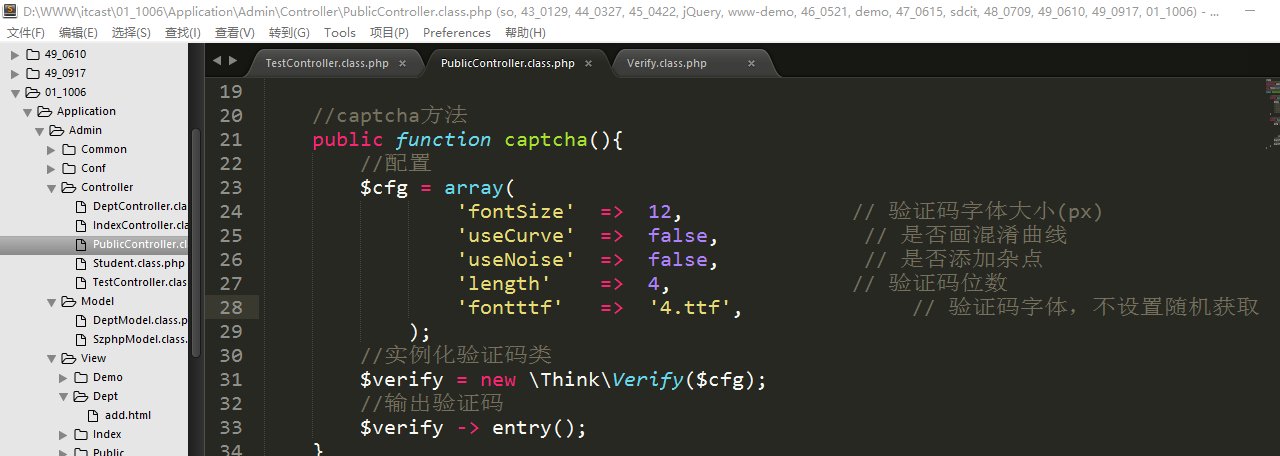 D:\WWW\itcast\01_1006\Application\Admin\Controller\PublicController.class.php (so, 43_0129, 44_0327, 45_0422, jQuery, www-demo, 46_0521, demo, 47_0615, sdcit, 48_0709, 49_0610, 49_0917, 01_1006) - ...
文件(F) 编辑(E) 选择(S) 查找(I) 查看(V) 转到(G) Tools 项目(P) Preferences 帮助(H)
49_0610
49_0917
01_1006
Application
Admin
Common
Conf
Controller
DeptController.cla
IndexController.cla
PublicController.cl
Student.class.php
TestController.clas
Model
DeptModel.class.p
SzphpModel.class.
View
Demo
Dept
add.html
Index
Public
TestController.class.php × PublicController.class.php × Verify.class.php ×
19
20 //captcha方法
21 public function captcha(){
22 //配置
23 $cfg = array(
24 'fontSize' => 12, // 验证码字体大小(px)
25 'useCurve' => false, // 是否画混淆曲线
26 'useNoise' => false, // 是否添加杂点
27 'length' => 4, // 验证码位数
28 'fontttf' => '4.ttf', // 验证码字体，不设置随机获取
29 );
30 //实例化验证码类
31 $verify = new \Think\Verify($cfg);
32 //输出验证码
33 $verify -> entry();
34 }